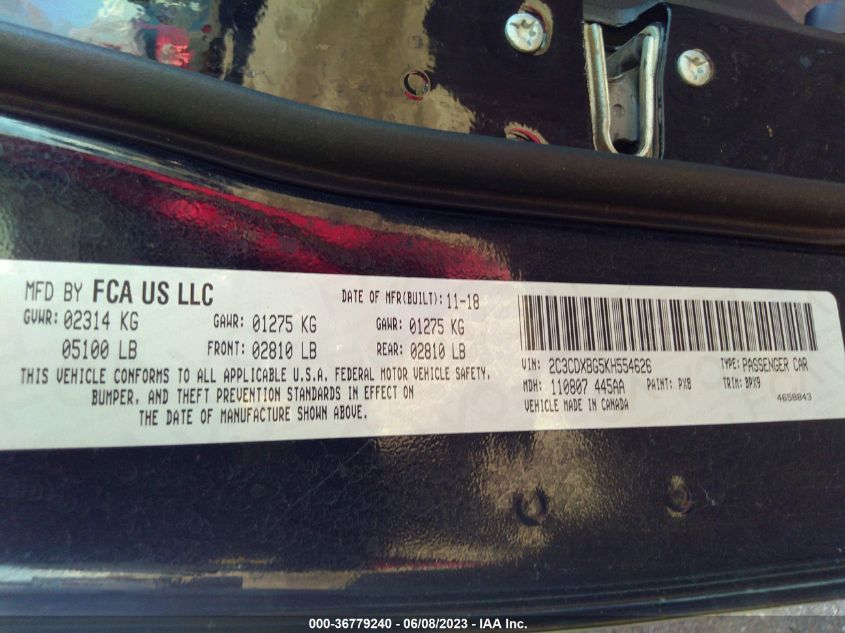 MFD BY FCA US LLC
DATE OF MFR(BUILT): 11-18
GVWR: 02314 KG GAWR: 01275 KG GAWR: 01275 KG
05100 LB FRONT: 02810 LB REAR: 02810 LB
THIS VEHICLE CONFORMS TO ALL APPLICABLE U.S.A. FEDERAL MOTOR VEHICLE SAFETY,
BUMPER, AND THEFT PREVENTION STANDARDS IN EFFECT ON
THE DATE OF MANUFACTURE SHOWN ABOVE.
VIN: 2C3CDXBG5KH554626 TYPE: PASSENGER CAR
MDH: 110807 445AA PAINT: PX8 TRIM: BPX9
VEHICLE MADE IN CANADA 4658843
000-36779240 - 06/08/2023 - IAA Inc.